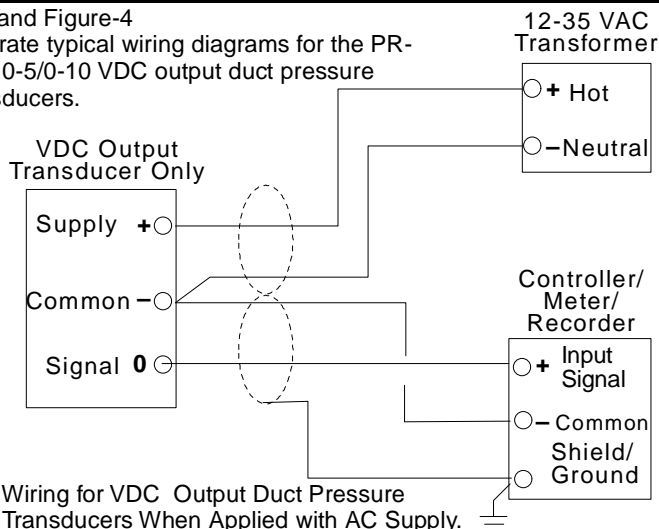 and Figure-4
rate typical wiring diagrams for the PR-
0-5/0-10 VDC output duct pressure
sducers.
12-35 VAC
Transformer
+ Hot
–Neutral
VDC Output
Transducer Only
Supply +
Common –
Signal 0
Controller/
Meter/
Recorder
+ Input
Signal
– Common
Shield/
Ground
Wiring for VDC Output Duct Pressure
Transducers When Applied with AC Supply.